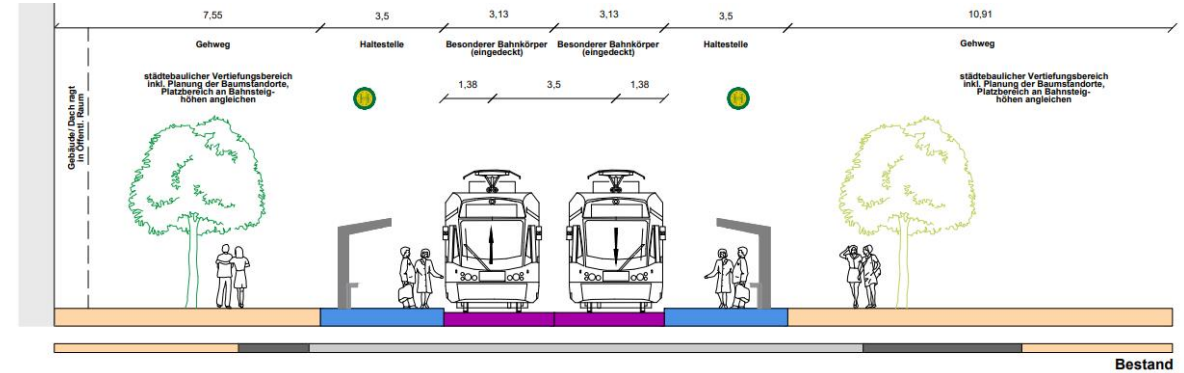 7,55
3,5
3,13
3,13
3,5
10,91
Gehweg
Haltestelle
Besonderer Bahnkörper
(eingedeckt)
Besonderer Bahnkörper
(eingedeckt)
Haltestelle
Gehweg
städtebaulicher Vertiefungsbereich
inkl. Planung der Baumstandorte,
Platzbereich an Bahnsteig-
höhen angleichen
1,38
3,5
1,38
städtebaulicher Vertiefungsbereich
inkl. Planung der Baumstandorte,
Platzbereich an Bahnsteig-
höhen angleichen
H
H
Gebäude/ Dach ragt
in Öffentl. Raum
Bestand